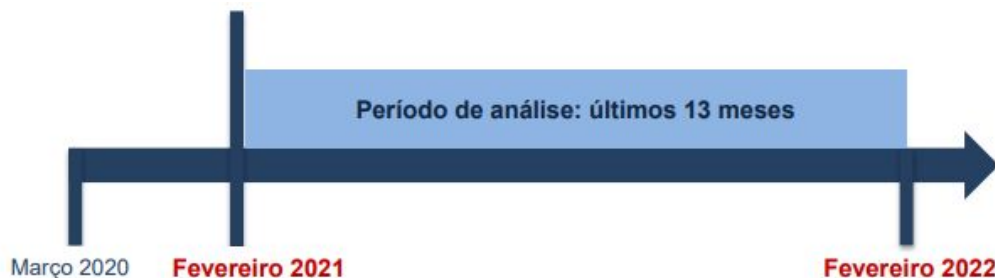 Período de análise: últimos 13 meses
Março 2020
Fevereiro 2021
Fevereiro 2022